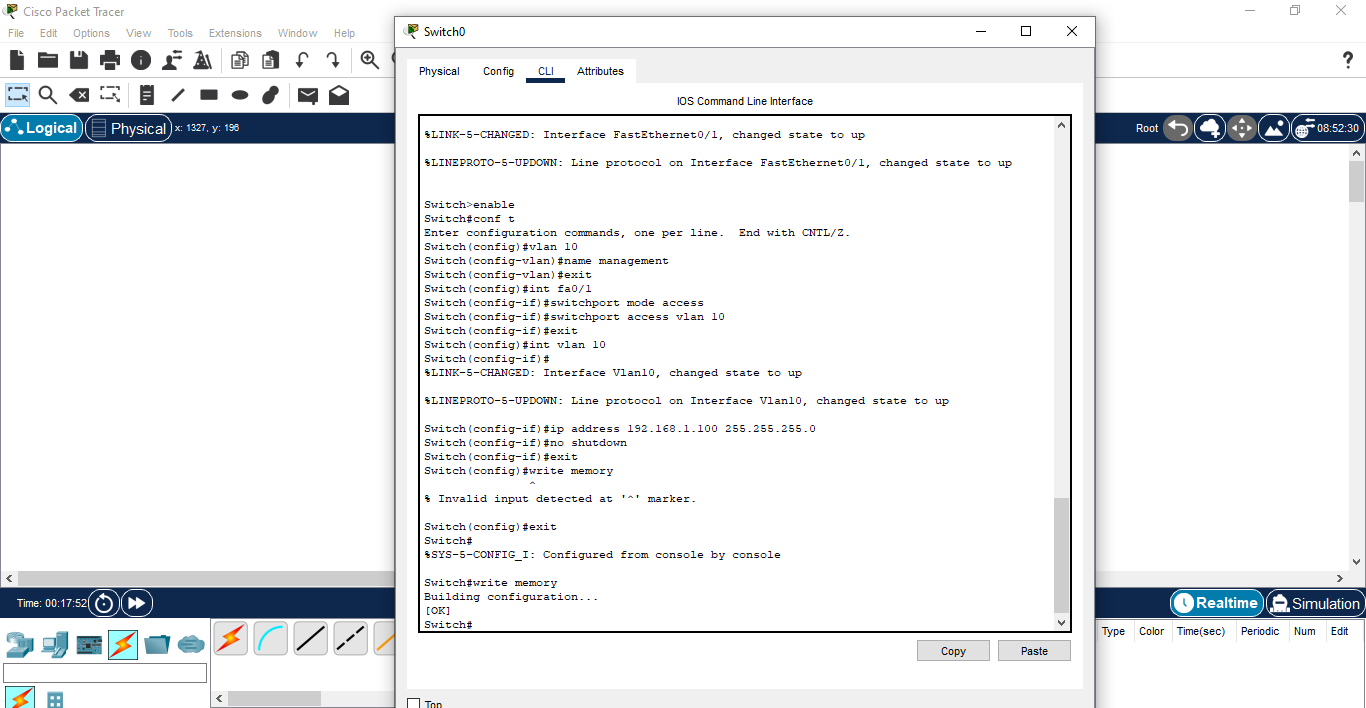 Cisco Packet Tracer
File Edit Options View Tools Extensions Window Help
Logical Physical x: 1327, y: 196
Root 08:52:30
Switch0
Physical Config CLI Attributes
IOS Command Line Interface
%LINK-5-CHANGED: Interface FastEthernet0/1, changed state to up
%LINEPROTO-5-UPDOWN: Line protocol on Interface FastEthernet0/1, changed state to up
Switch>enable
Switch#conf t
Enter configuration commands, one per line.  End with CNTL/Z.
Switch(config)#vlan 10
Switch(config-vlan)#name management
Switch(config-vlan)#exit
Switch(config)#int fa0/1
Switch(config-if)#switchport mode access
Switch(config-if)#switchport access vlan 10
Switch(config-if)#exit
Switch(config)#int vlan 10
Switch(config-if)#
%LINK-5-CHANGED: Interface Vlan10, changed state to up
%LINEPROTO-5-UPDOWN: Line protocol on Interface Vlan10, changed state to up
Switch(config-if)#ip address 192.168.1.100 255.255.255.0
Switch(config-if)#no shutdown
Switch(config-if)#exit
Switch(config)#write memory
^
% Invalid input detected at '^' marker.
Switch(config)#exit
Switch#
%SYS-5-CONFIG_I: Configured from console by console
Switch#write memory
Building configuration...
[OK]
Switch#
Copy Paste
Top
Time: 00:17:52
Realtime Simulation
Type Color Time(sec) Periodic Num Edit